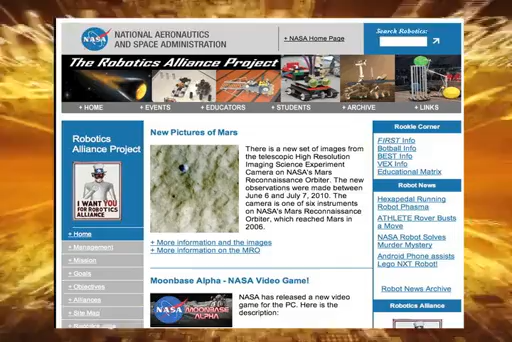 NASA
NATIONAL AERONAUTICS
AND SPACE ADMINISTRATION
+ NASA Home Page
Search Robotics:
The Robotics Alliance Project
+ HOME
+ EVENTS
+ EDUCATORS
+ STUDENTS
+ ARCHIVE
+ LINKS
Robotics
Alliance Project
I WANT YOU
FOR ROBOTICS
ALLIANCE
+ Home
+ Management
+ Mission
+ Goals
+ Objectives
+ Alliances
+ Site Map
New Pictures of Mars
There is a new set of images from
the telescopic High Resolution
Imaging Science Experiment
Camera on NASA's Mars
Reconnaissance Orbiter. The new
observations were made between
June 6 and July 7, 2010. The
camera is one of six instruments
on NASA's Mars Reconnaissance
Orbiter, which reached Mars in
2006.
+ More information and the images
+ More information on the MRO
Moonbase Alpha - NASA Video Game!
NASA
MOONBASE
ALPHA
NASA has released a new video
game for the PC. Here is the
description:
Rookie Corner
FIRST Info
Botball Info
BEST Info
VEX Info
Educational Matrix
Robot News
Hexapedal Running
Robot Phasma
ATHLETE Rover Busts
a Move
NASA Robot Solves
Murder Mystery
Android Phone assists
Lego NXT Robot!
Robot News Archive
Robotics Alliance